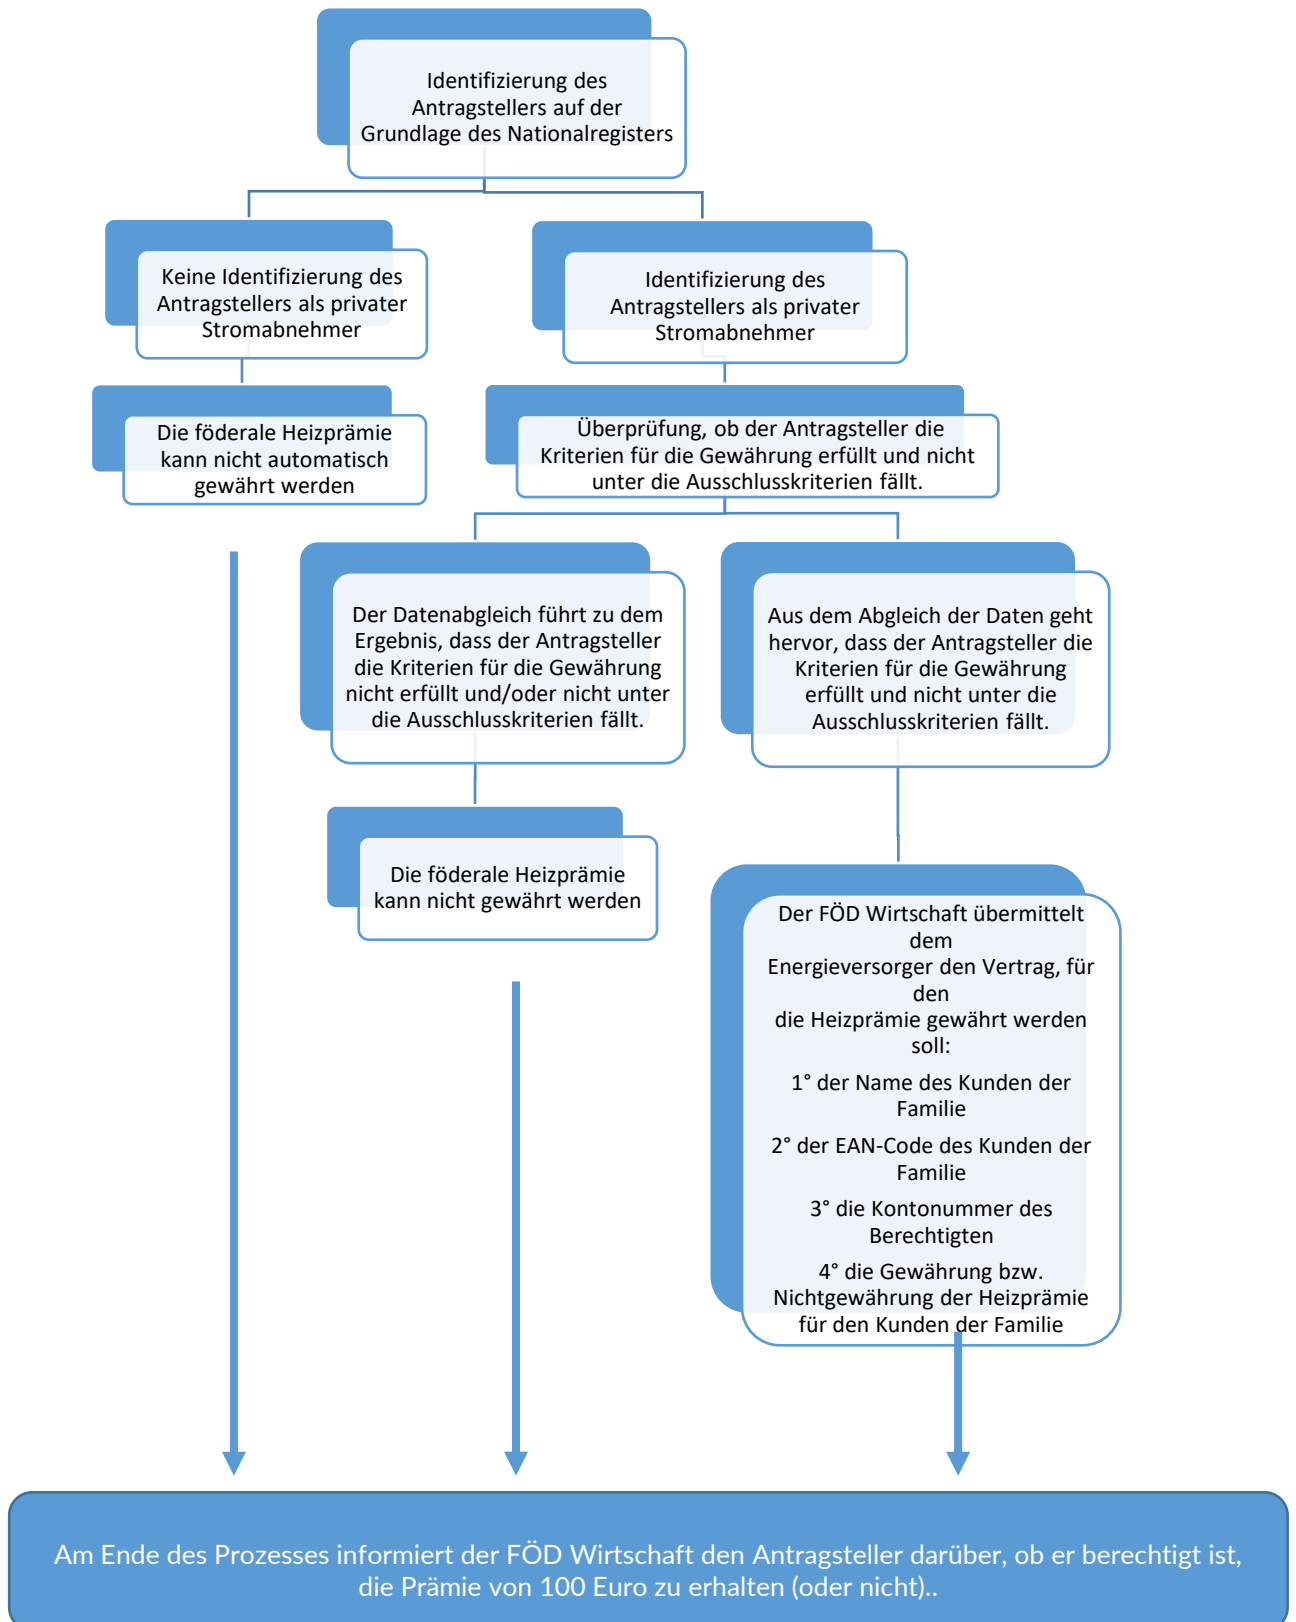 Identifizierung des
Antragstellers auf der
Grundlage des Nationalregisters
Keine Identifizierung des
Antragstellers als privater
Stromabnehmer
Identifizierung des
Antragstellers als privater
Stromabnehmer
Die föderale Heizprämie
kann nicht automatisch
gewährt werden
Überprüfung, ob der Antragsteller die
Kriterien für die Gewährung erfüllt und nicht
unter die Ausschlusskriterien fällt.
Der Datenabgleich führt zu dem
Ergebnis, dass der Antragsteller
die Kriterien für die Gewährung
nicht erfüllt und/oder nicht unter
die Ausschlusskriterien fällt.
Aus dem Abgleich der Daten geht
hervor, dass der Antragsteller die
Kriterien für die Gewährung
erfüllt und nicht unter die
Ausschlusskriterien fällt.
Die föderale Heizprämie
kann nicht gewährt werden
Der FÖD Wirtschaft übermittelt
dem
Energieversorger den Vertrag, für
den
die Heizprämie gewährt werden
soll:
1° der Name des Kunden der
Familie
2° der EAN-Code des Kunden der
Familie
3° die Kontonummer des
Berechtigten
4° die Gewährung bzw.
Nichtgewährung der Heizprämie
für den Kunden der Familie
Am Ende des Prozesses informiert der FÖD Wirtschaft den Antragsteller darüber, ob er berechtigt ist,
die Prämie von 100 Euro zu erhalten (oder nicht)..